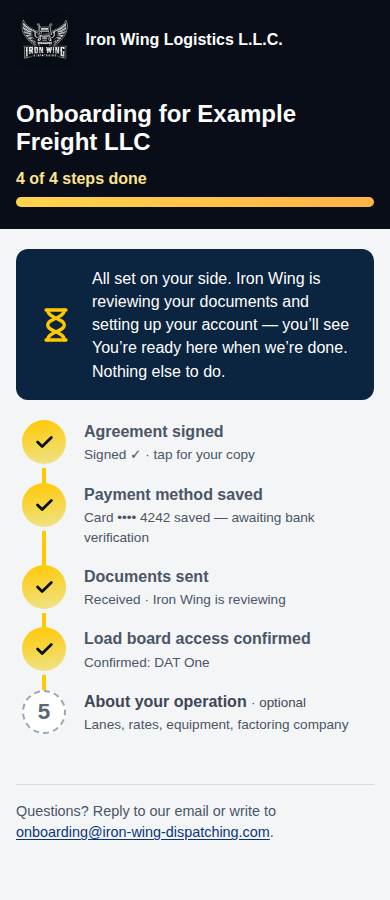 IRON WING
Iron Wing Logistics L.L.C.
Onboarding for Example
Freight LLC
4 of 4 steps done
All set on your side. Iron Wing is
reviewing your documents and
setting up your account — you’ll see
You’re ready here when we’re done.
Nothing else to do.
Agreement signed
Signed ✓ · tap for your copy
Payment method saved
Card •••• 4242 saved — awaiting bank
verification
Documents sent
Received · Iron Wing is reviewing
Load board access confirmed
Confirmed: DAT One
5
About your operation · optional
Lanes, rates, equipment, factoring company
Questions? Reply to our email or write to
onboarding@iron-wing-dispatching.com.